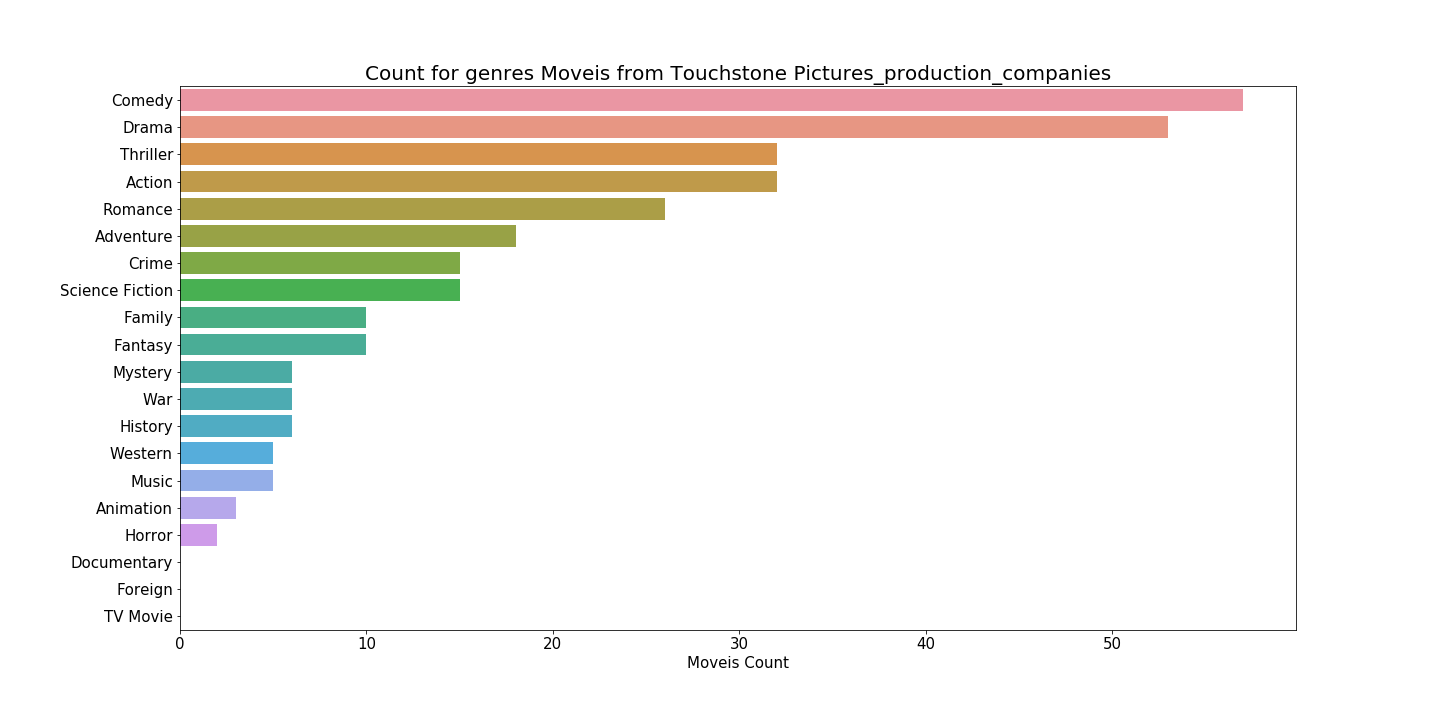 Count for genres Moveis from Touchstone Pictures_production_companies
Comedy
Drama
Thriller
Action
Romance
Adventure
Crime
Science Fiction
Family
Fantasy
Mystery
War
History
Western
Music
Animation
Horror
Documentary
Foreign
TV Movie
0 10 20 30 40 50
Moveis Count